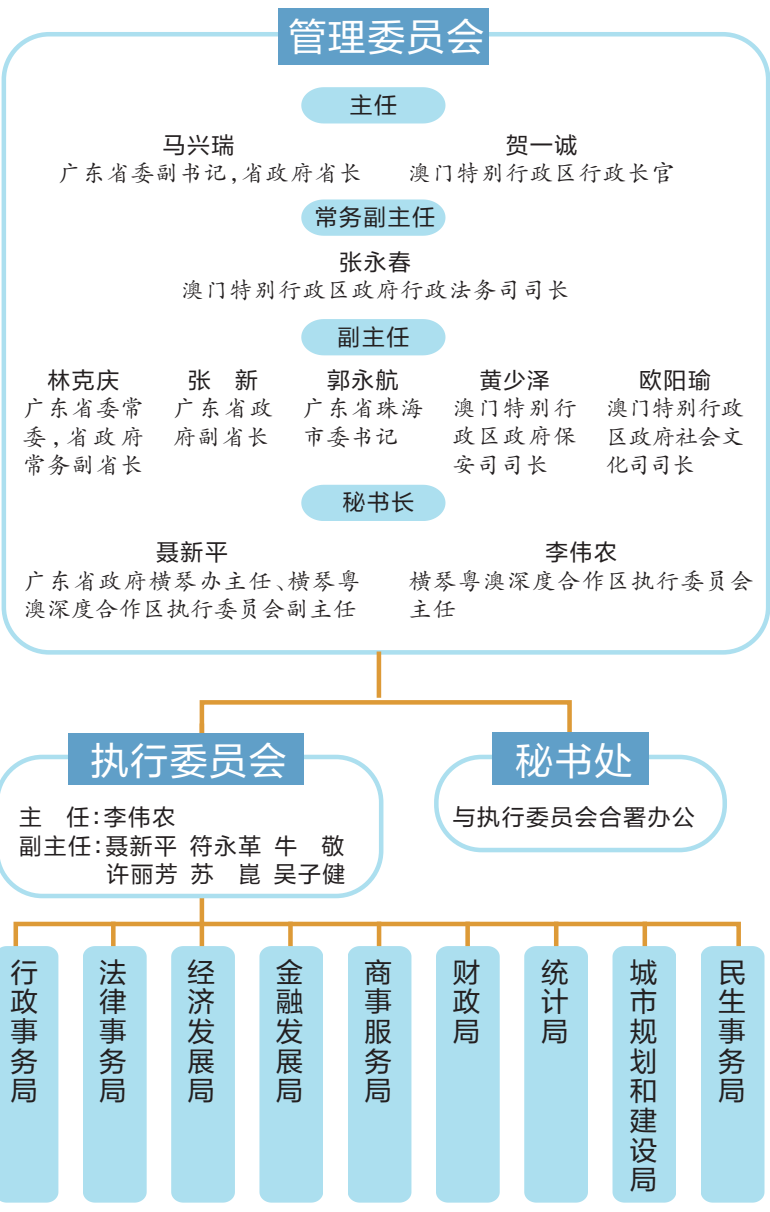 管理委员会
主任
马兴瑞
广东省委副书记,省政府省长
贺一诚
澳门特别行政区行政长官
常务副主任
张永春
澳门特别行政区政府行政法务司司长
副主任
林克庆
广东省委常
委,省政府
常务副省长
张 新
广东省政
府副省长
郭永航
广东省珠海
市委书记
黄少泽
澳门特别行
政区政府保
安司司长
欧阳瑜
澳门特别行政
区政府社会文
化司司长
秘书长
聂新平
广东省政府横琴办主任、横琴粤
澳深度合作区执行委员会副主任
李伟农
横琴粤澳深度合作区执行委员会
主任
执行委员会
主 任:李伟农
副主任:聂新平 符永革 牛 敬
许丽芳 苏 崑 吴子健
秘书处
与执行委员会合署办公
行政事务局
法律事务局
经济发展局
金融发展局
商事服务局
财政局
统计局
城市规划和建设局
民生事务局